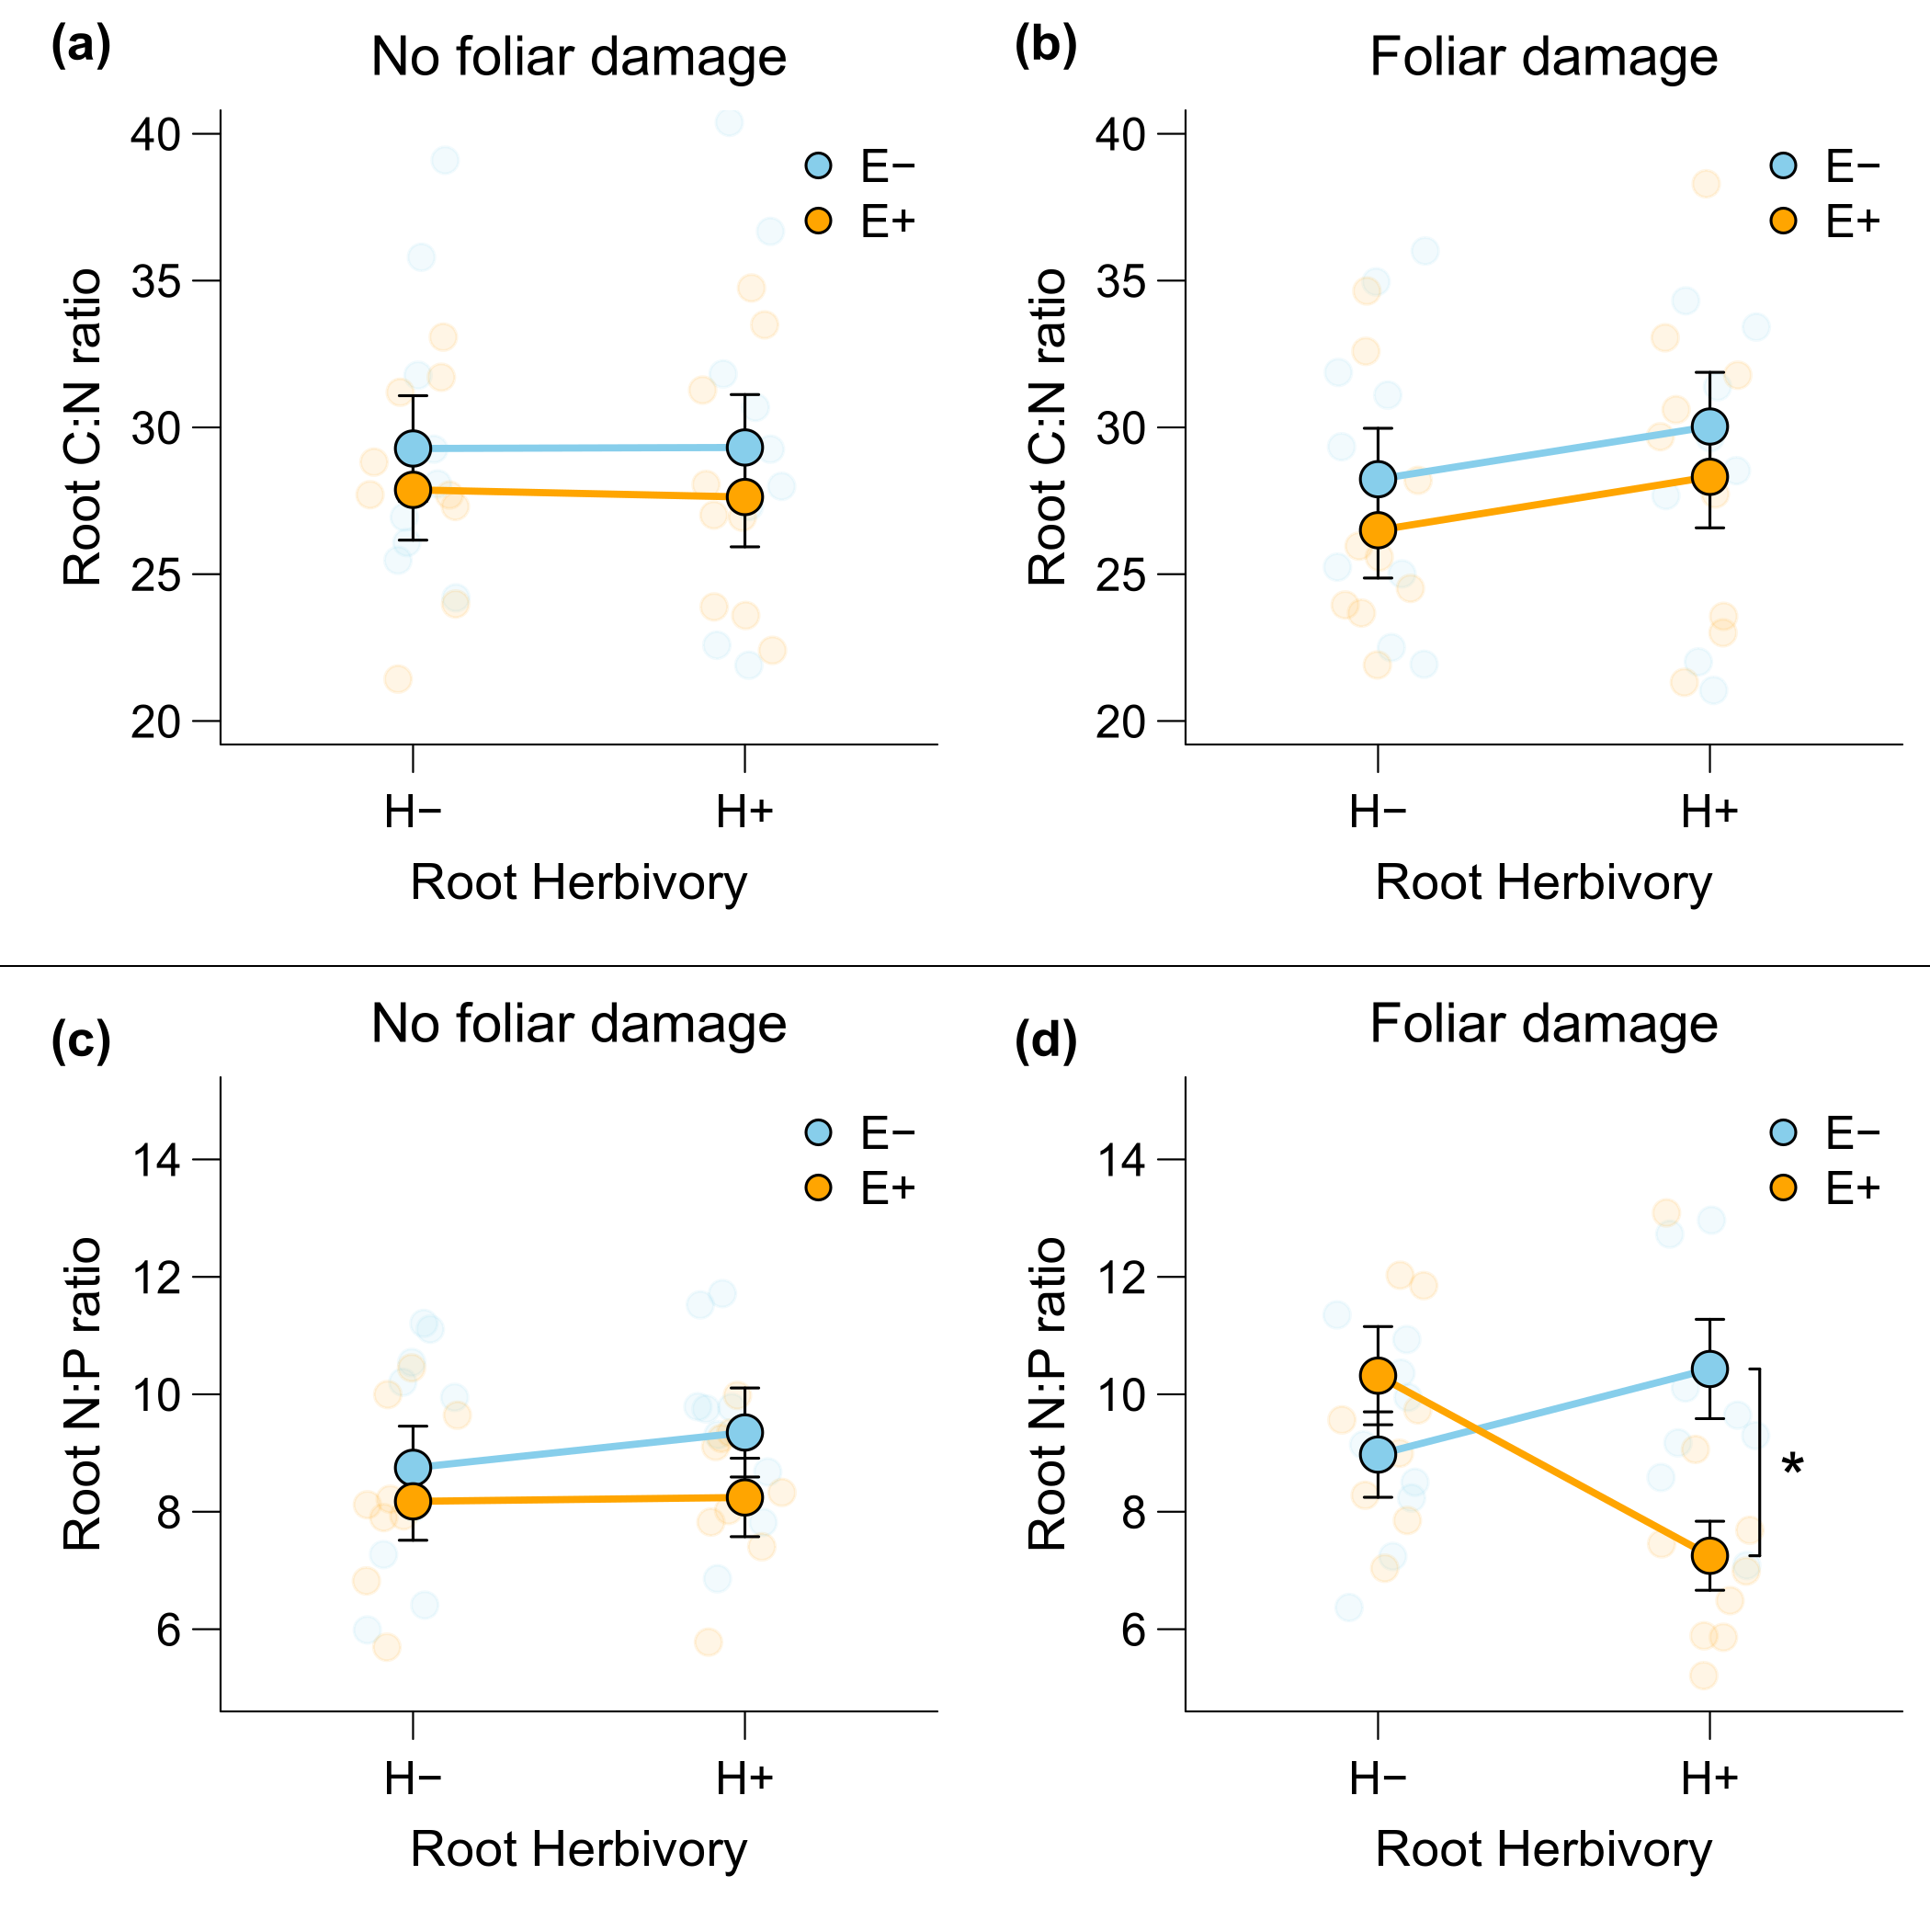 (a)
No foliar damage
Root C:N ratio
40
35
30
25
20
E−
E+
H−
H+
Root Herbivory
(b)
Foliar damage
Root C:N ratio
40
35
30
25
20
E−
E+
H−
H+
Root Herbivory
(c)
No foliar damage
Root N:P ratio
14
12
10
8
6
E−
E+
H−
H+
Root Herbivory
(d)
Foliar damage
Root N:P ratio
14
12
10
8
6
E−
E+
*
H−
H+
Root Herbivory